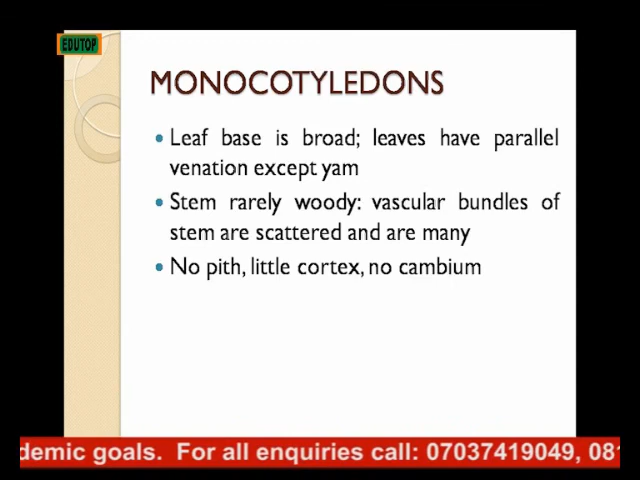 EDUTOP
MONOCOTYLEDONS
• Leaf base is broad; leaves have parallel
venation except yam
• Stem rarely woody: vascular bundles of
stem are scattered and are many
• No pith, little cortex, no cambium
demic goals. For all enquiries call: 07037419049, 081